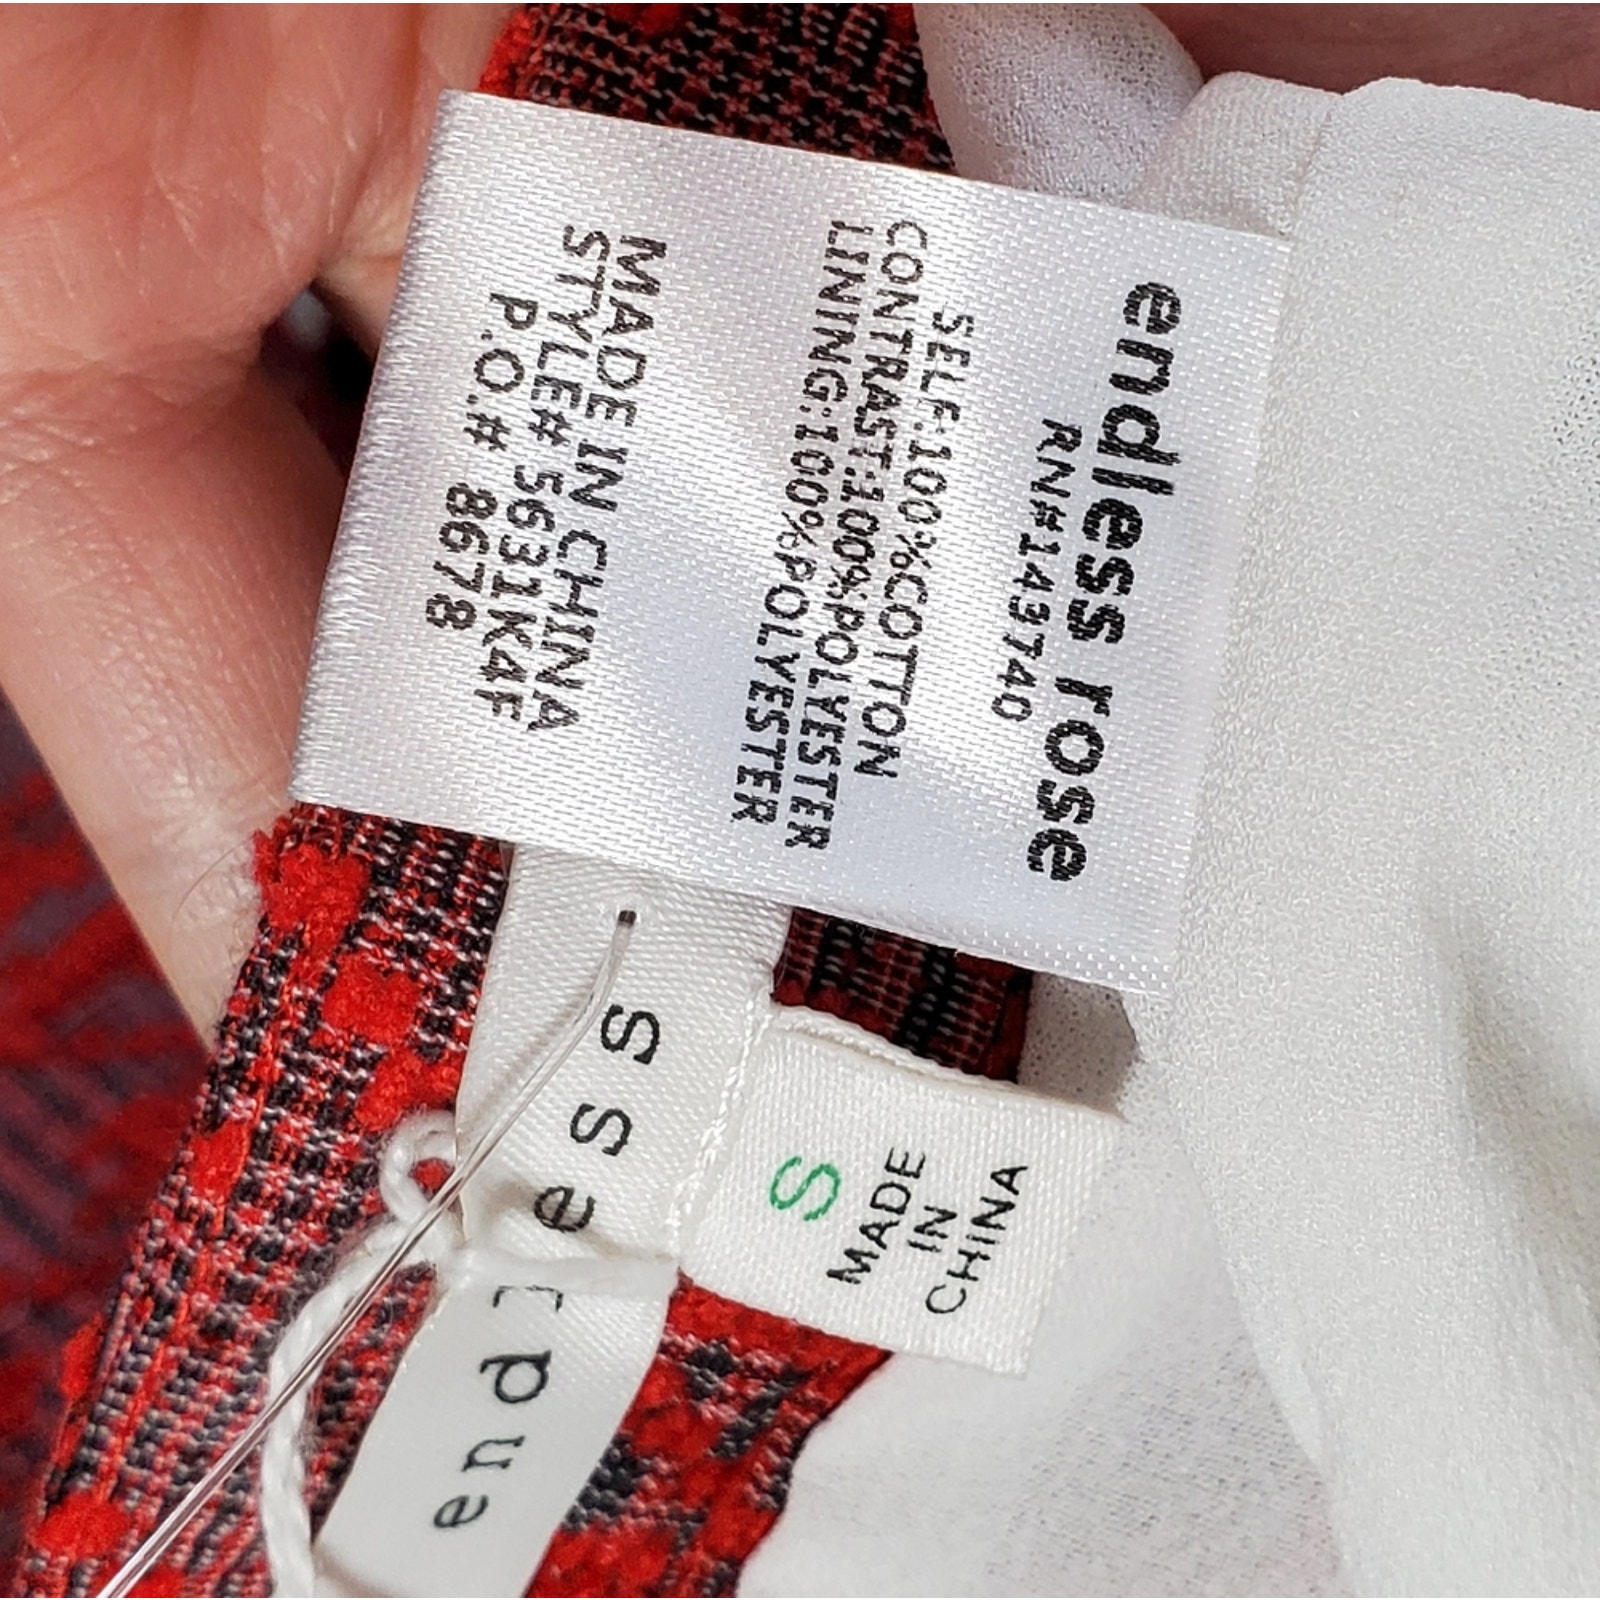 endless rose
RN#143740
SELF:100%COTTON
CONTRAST:100%POLYESTER
LINING:100%POLYESTER
MADE IN CHINA
STYLE# 5631K4F
P.O.# 8678
endless
S
MADE
IN
CHINA